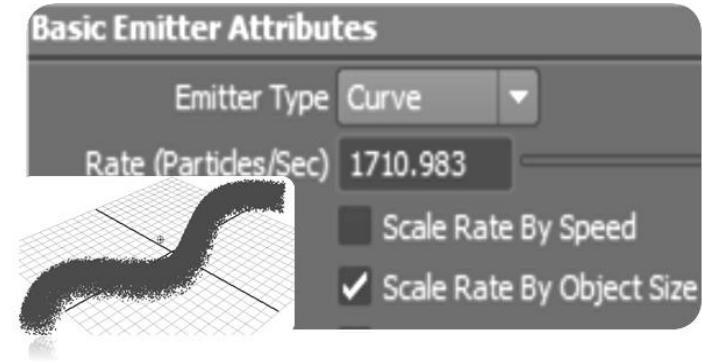 Basic Emitter Attributes
Emitter Type Curve
Rate (Particles/Sec) 1710.983
Scale Rate By Speed
Scale Rate By Object Size